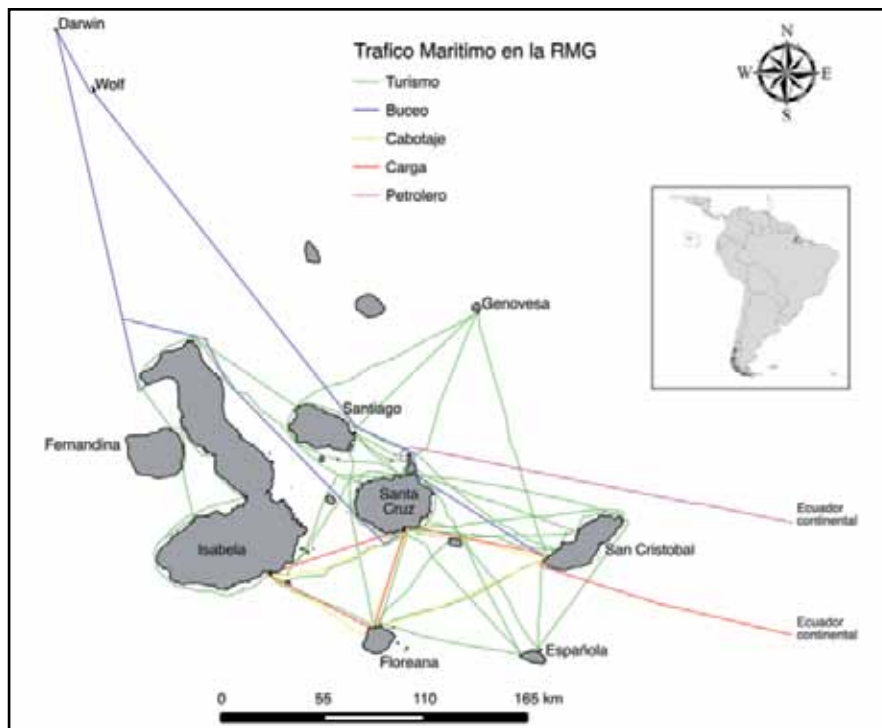 Darwin
Wolf
Trafico Maritimo en la RMG
Turismo
Buceo
Cabotaje
Carga
Petrolero
N
W E
S
Genovesa
Santiago
Fernandina
Santa
Cruz
Isabela
San Cristobal
Ecuador
continental
Ecuador
continental
Floreana
Española
0 55 110 165 km